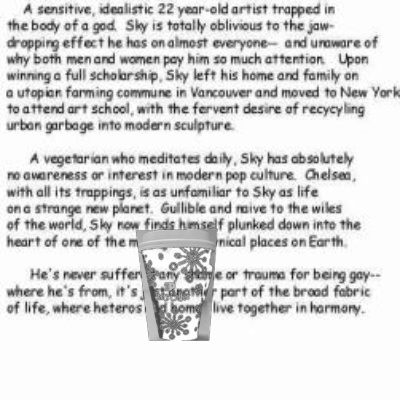 A sensitive, idealistic 22 year-old artist trapped in
the body of a god. Sky is totally oblivious to the jaw-
dropping effect he has on almost everyone-- and unaware of
why both men and women pay him so much attention. Upon
winning a full scholarship, Sky left his home and family on
a utopian farming commune in Vancouver and moved to New York
to attend art school, with the fervent desire of recycyling
urban garbage into modern sculpture.
A vegetarian who meditates daily, Sky has absolutely
no awareness or interest in modern pop culture. Chelsea,
with all its trappings, is as unfamiliar to Sky as life
on a strange new planet. Gullible and naive to the wiles
of the world, Sky now finds himself plunked down into the
heart of one of the m nical places on Earth.
He's never suffer any shame or trauma for being gay--
where he's from, it's just another part of the broad fabric
of life, where heteros and homo live together in harmony.